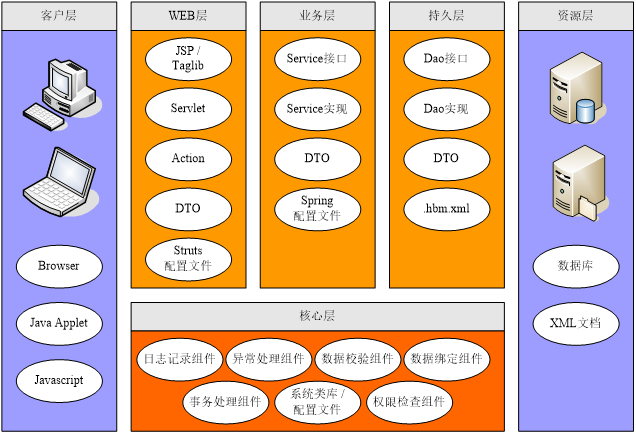 客户层
Browser
Java Applet
Javascript
WEB层
JSP /
Taglib
Servlet
Action
DTO
Struts
配置文件
业务层
Service接口
Service实现
DTO
Spring
配置文件
持久层
Dao接口
Dao实现
DTO
.hbm.xml
核心层
日志记录组件
异常处理组件
数据校验组件
数据绑定组件
事务处理组件
系统类库 /
配置文件
权限检查组件
资源层
数据库
XML文档